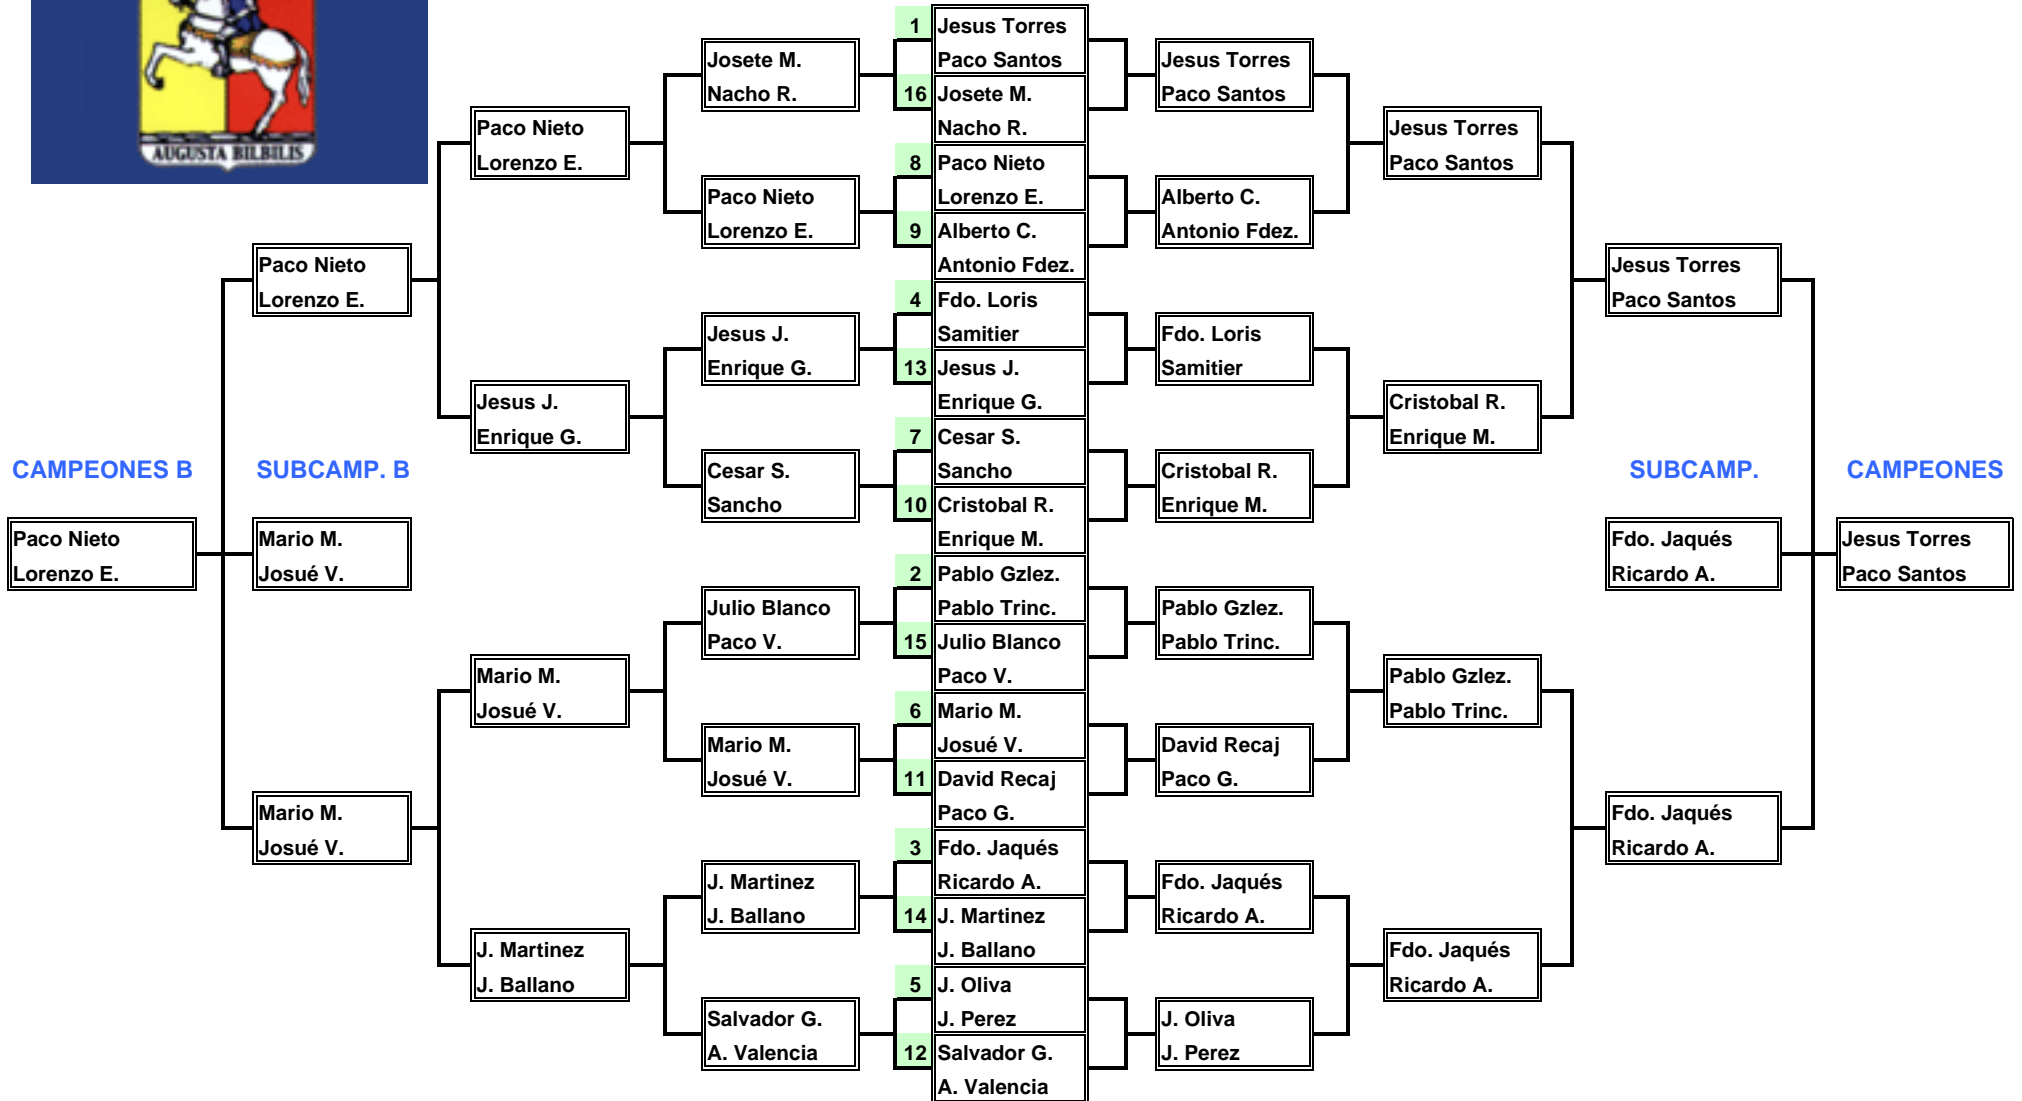 AUGUSTA BILBILIS
CAMPEONES B
Paco Nieto
Lorenzo E.
SUBCAMP. B
Paco Nieto
Lorenzo E.
Mario M.
Josué V.
Mario M.
Josué V.
Paco Nieto
Lorenzo E.
Jesus J.
Enrique G.
Mario M.
Josué V.
J. Martinez
J. Ballano
Josete M.
Nacho R.
Paco Nieto
Lorenzo E.
Jesus J.
Enrique G.
Cesar S.
Sancho
Julio Blanco
Paco V.
Mario M.
Josué V.
J. Martinez
J. Ballano
Salvador G.
A. Valencia
1 Jesus Torres
Paco Santos
16 Josete M.
Nacho R.
8 Paco Nieto
Lorenzo E.
9 Alberto C.
Antonio Fdez.
4 Fdo. Loris
Samitier
13 Jesus J.
Enrique G.
7 Cesar S.
Sancho
10 Cristobal R.
Enrique M.
2 Pablo Gzlez.
Pablo Trinc.
15 Julio Blanco
Paco V.
6 Mario M.
Josué V.
11 David Recaj
Paco G.
3 Fdo. Jaqués
Ricardo A.
14 J. Martinez
J. Ballano
5 J. Oliva
J. Perez
12 Salvador G.
A. Valencia
Jesus Torres
Paco Santos
Alberto C.
Antonio Fdez.
Fdo. Loris
Samitier
Cristobal R.
Enrique M.
Pablo Gzlez.
Pablo Trinc.
David Recaj
Paco G.
Fdo. Jaqués
Ricardo A.
J. Oliva
J. Perez
Jesus Torres
Paco Santos
Cristobal R.
Enrique M.
Pablo Gzlez.
Pablo Trinc.
Fdo. Jaqués
Ricardo A.
Jesus Torres
Paco Santos
SUBCAMP.
Fdo. Jaqués
Ricardo A.
Fdo. Jaqués
Ricardo A.
CAMPEONES
Jesus Torres
Paco Santos